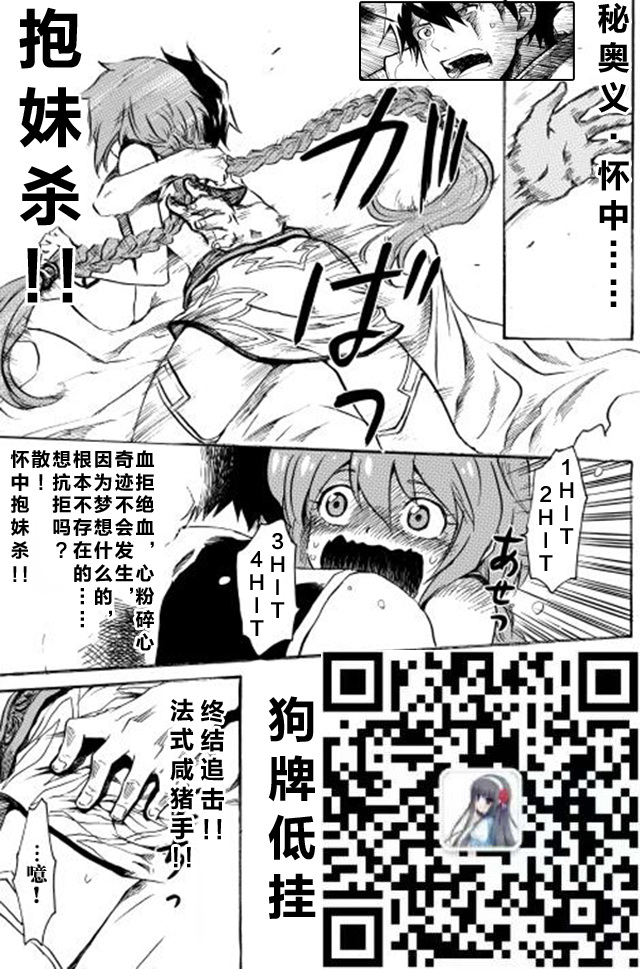 秘奥义·怀中……
抱妹杀!!
ガ
ばっ
1HIT
2HIT
あせっ
3HIT
4HIT
血拒绝血，心粉碎心
奇迹不会发生，
因为梦想什么的，
根本不存在的……
想抗拒吗？
散！
怀中抱妹杀!!
终结追击!!
法式咸猪手!!
…噫！
狗牌低挂